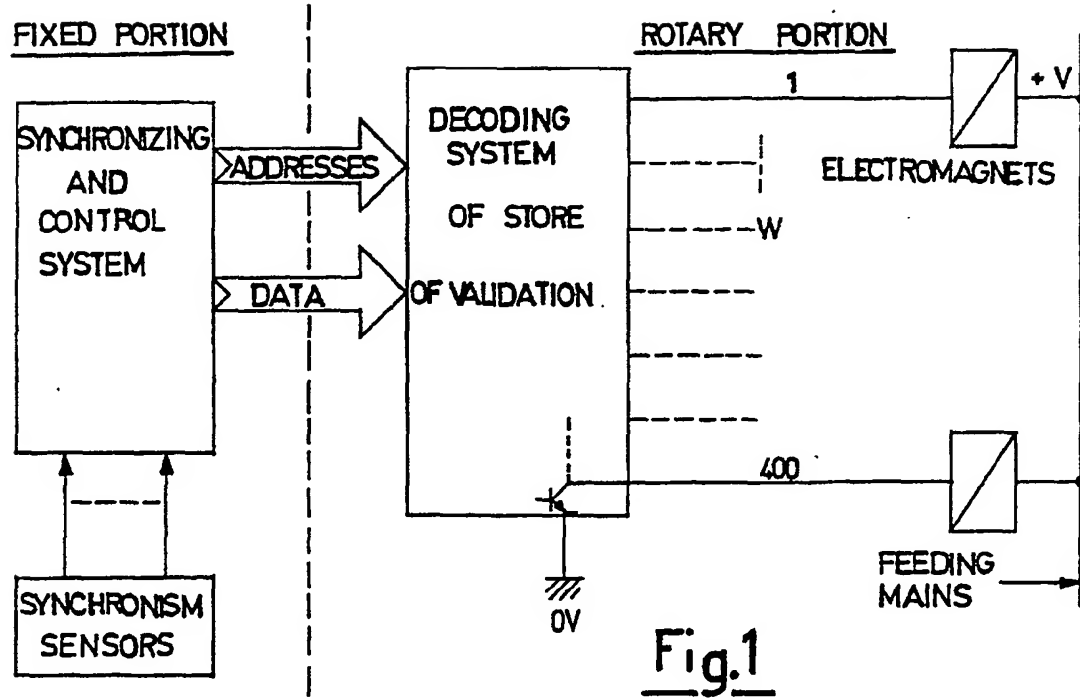 FIXED PORTION
ROTARY PORTION
SYNCHRONIZING
AND
CONTROL
SYSTEM
ADDRESSES
DATA
DECODING
SYSTEM
OF STORE
OF VALIDATION
1
+ V
ELECTROMAGNETS
W
400
FEEDING
MAINS
0V
SYNCHRONISM
SENSORS
Fig.1